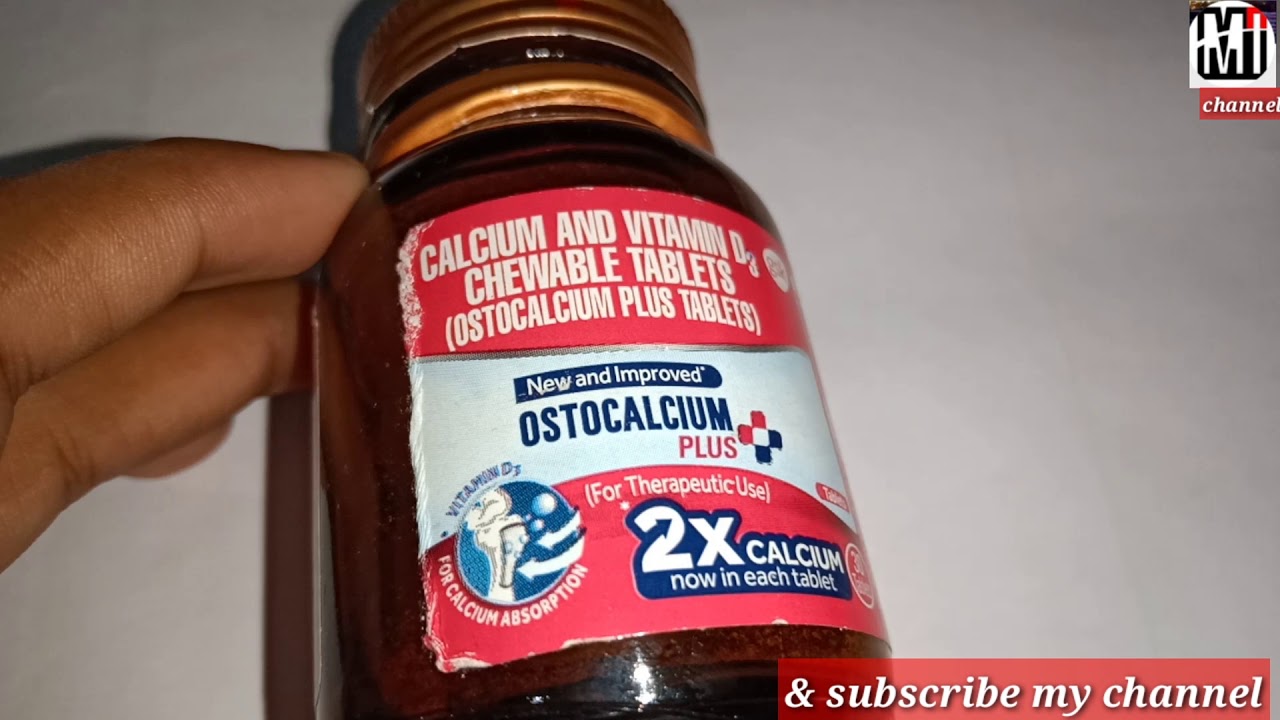 channel
CALCIUM AND VITAMIN D3
CHEWABLE TABLETS
(OSTOCALCIUM PLUS TABLETS)
New and Improved*
OSTOCALCIUM
PLUS
VITAMIN D3
FOR CALCIUM ABSORPTION
(For Therapeutic Use)
Tablets
2X CALCIUM
now in each tablet
& subscribe my channel